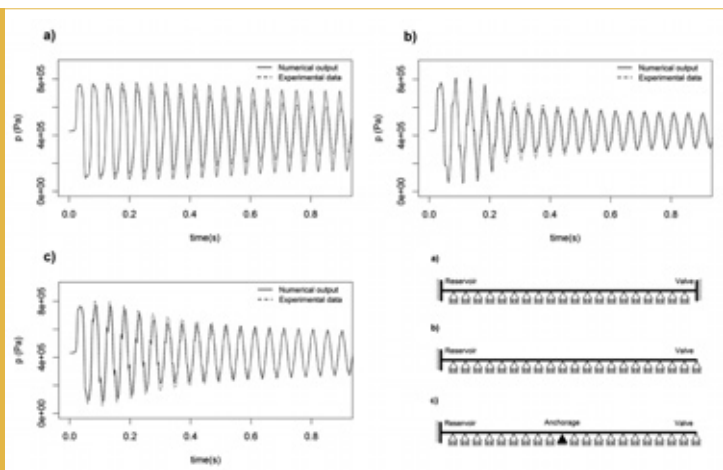 a)
Numerical output
Experimental data
p (Pa)
8e+05
4e+05
0e+00
0.0 0.2 0.4 0.6 0.8
time(s)
b)
Numerical output
Experimental data
p (Pa)
8e+05
4e+05
0e+00
0.0 0.2 0.4 0.6 0.8
time(s)
c)
Numerical output
Experimental data
p (Pa)
8e+05
4e+05
0e+00
0.0 0.2 0.4 0.6 0.8
time(s)
a)
Reservoir Valve
b)
Reservoir Valve
c)
Anchorage
Reservoir Valve